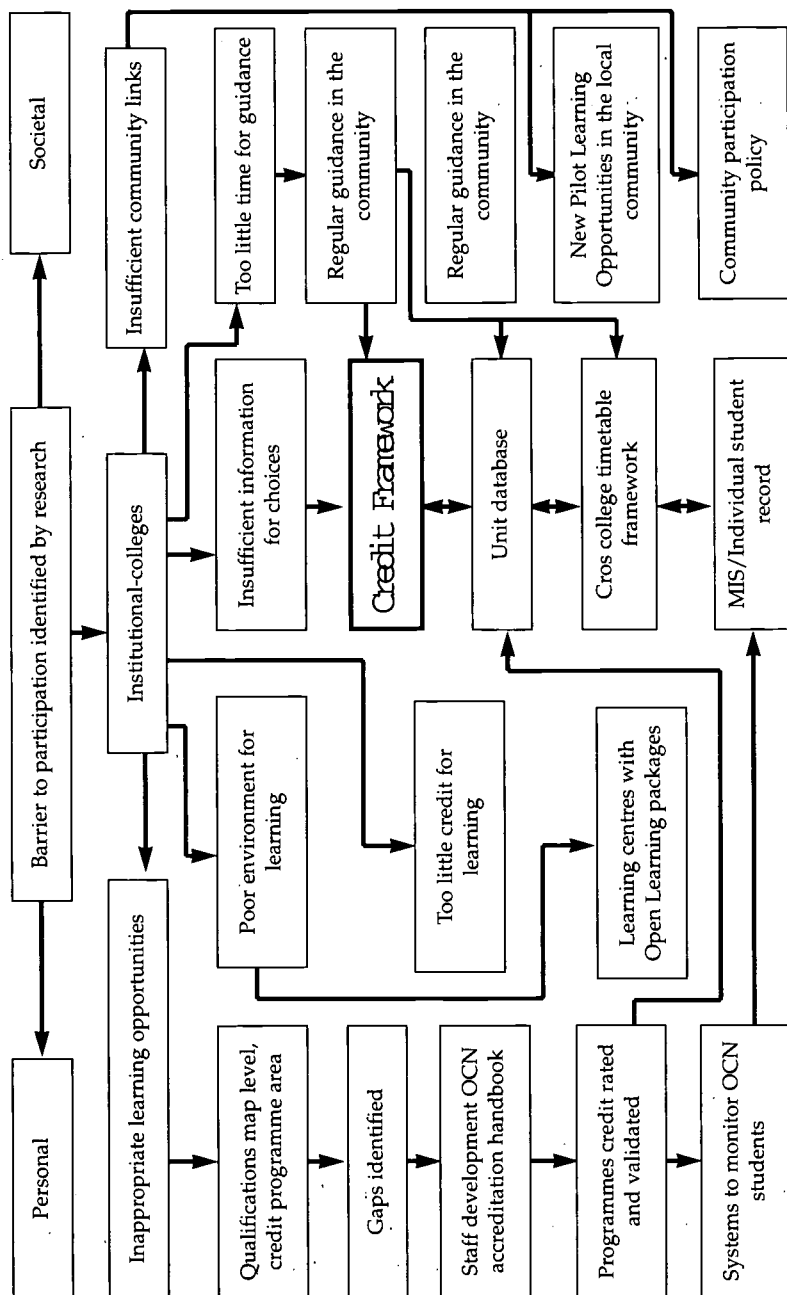 Personal
Barrier to participation identified by research
Societal
Inappropriate learning opportunities
Institutional-colleges
Insufficient community links
Qualifications map level,
credit programme area
Poor environment for
learning
Insufficient information
for choices
Too little time for guidance
Gaps identified
Credit Framework
Regular guidance in the
community
Staff development OCN
accreditation handbook
Too little credit for
learning
Unit database
Regular guidance in the
community
Programmes credit rated
and validated
Learning centres with
Open Learning packages
Cros college timetable
framework
New Pilot Learning
Opportunities in the local
community
Systems to monitor OCN
students
MIS/Individual student
record
Community participation
policy